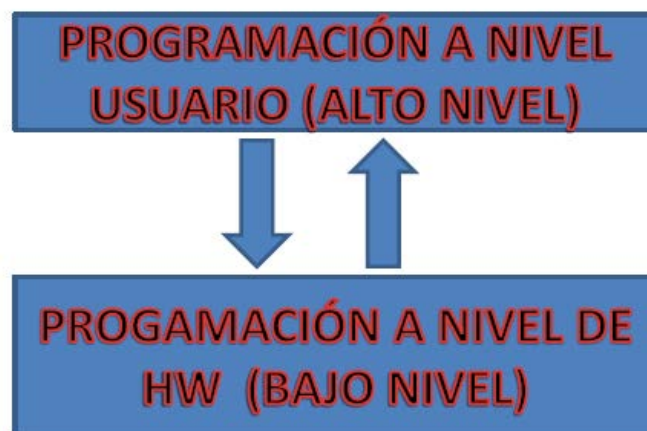 PROGRAMACIÓN A NIVEL
USUARIO (ALTO NIVEL)
PROGAMACIÓN A NIVEL DE
HW (BAJO NIVEL)